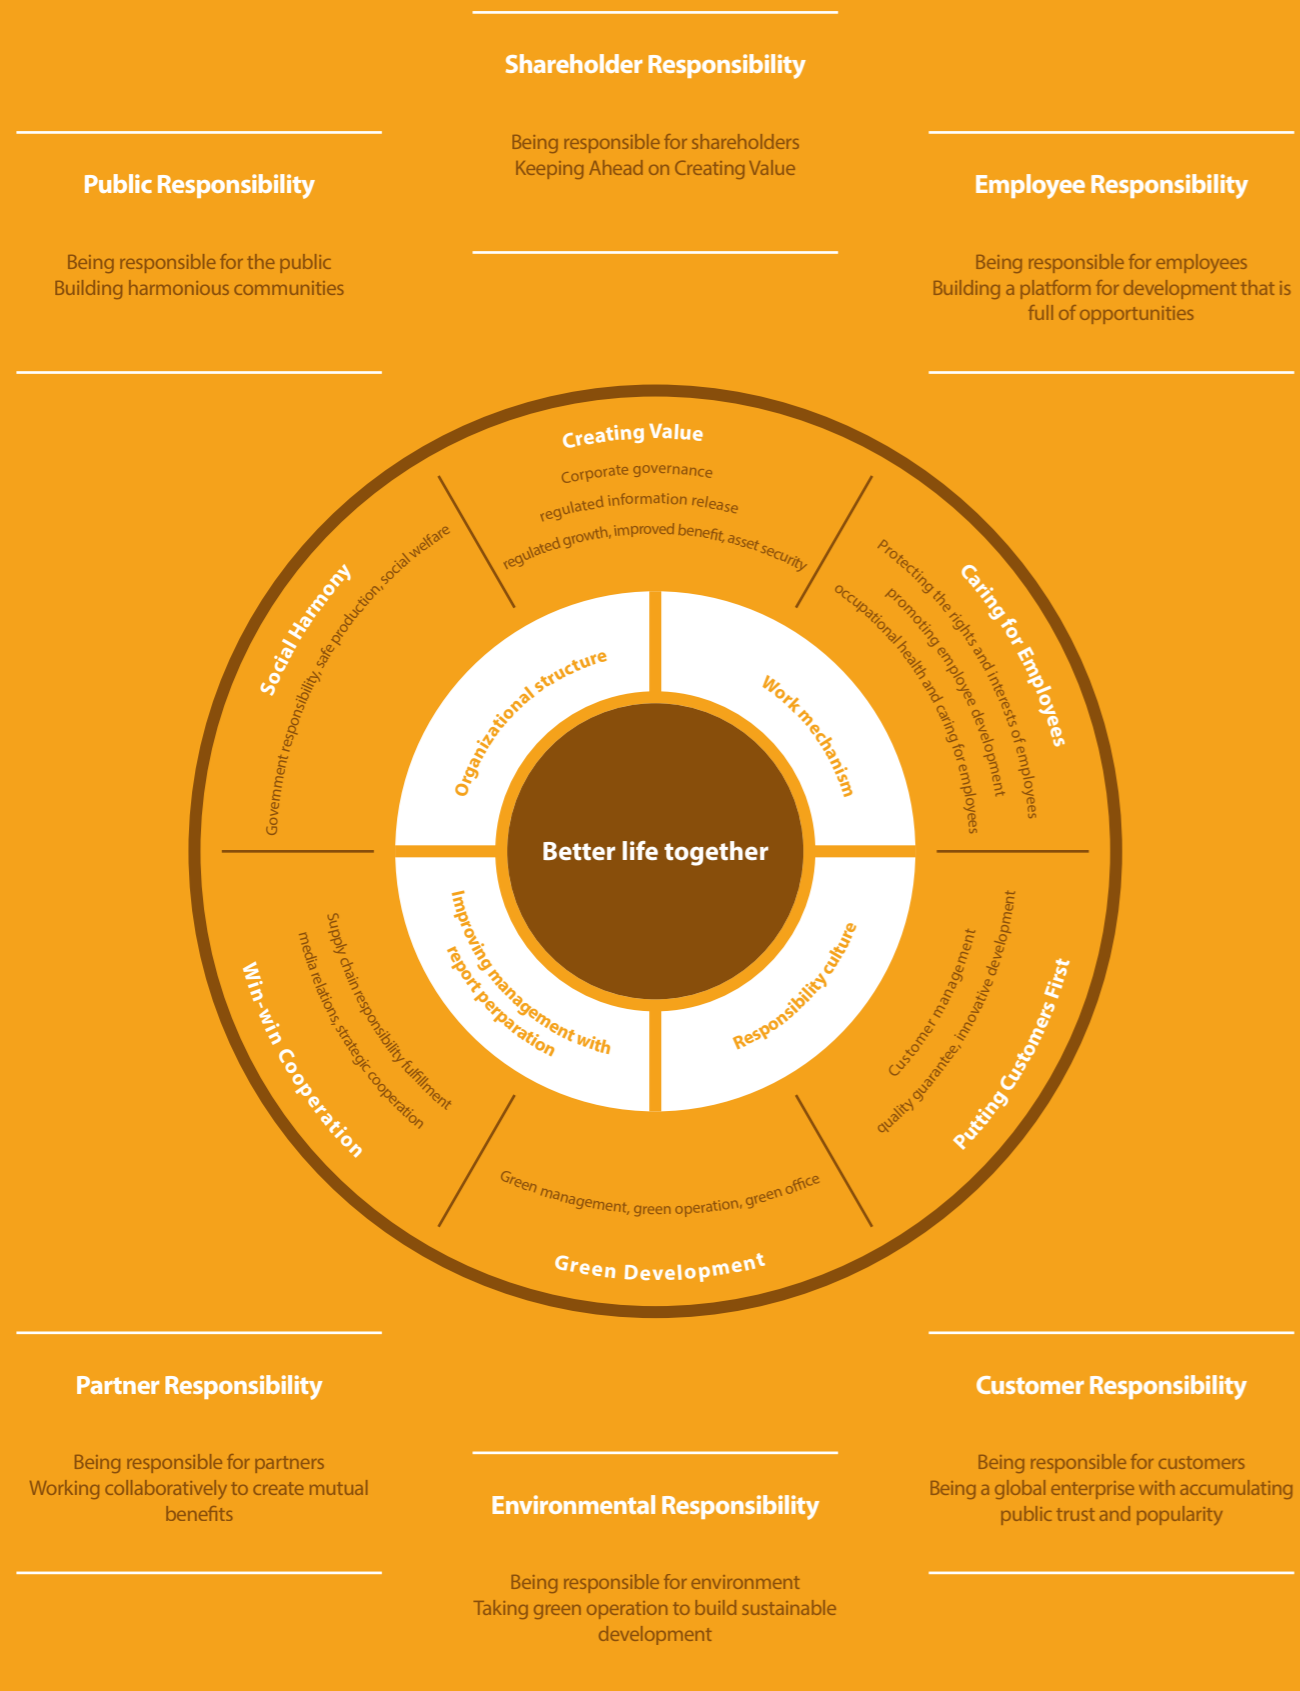 Shareholder Responsibility
Being responsible for shareholders
Keeping Ahead on Creating Value
Public Responsibility
Being responsible for the public
Building harmonious communities
Employee Responsibility
Being responsible for employees
Building a platform for development that is
full of opportunities
Creating Value
Corporate governance
regulated information release
regulated growth, improved benefit, asset security
Caring for Employees
Protecting the rights and interests of employees
promoting employee development
occupational health and caring for employees
Social Harmony
Government responsibility, safe production, social welfare
Organizational structure
Work mechanism
Better life together
Improving management with
report perparation
Responsibility culture
Win-win Cooperation
Supply chain responsibility fulfillment
media relations, strategic cooperation
Customer management
quality guarantee, innovative development
Putting Customers First
Green management, green operation, green office
Green Development
Partner Responsibility
Being responsible for partners
Working collaboratively to create mutual
benefits
Customer Responsibility
Being responsible for customers
Being a global enterprise with accumulating
public trust and popularity
Environmental Responsibility
Being responsible for environment
Taking green operation to build sustainable
development